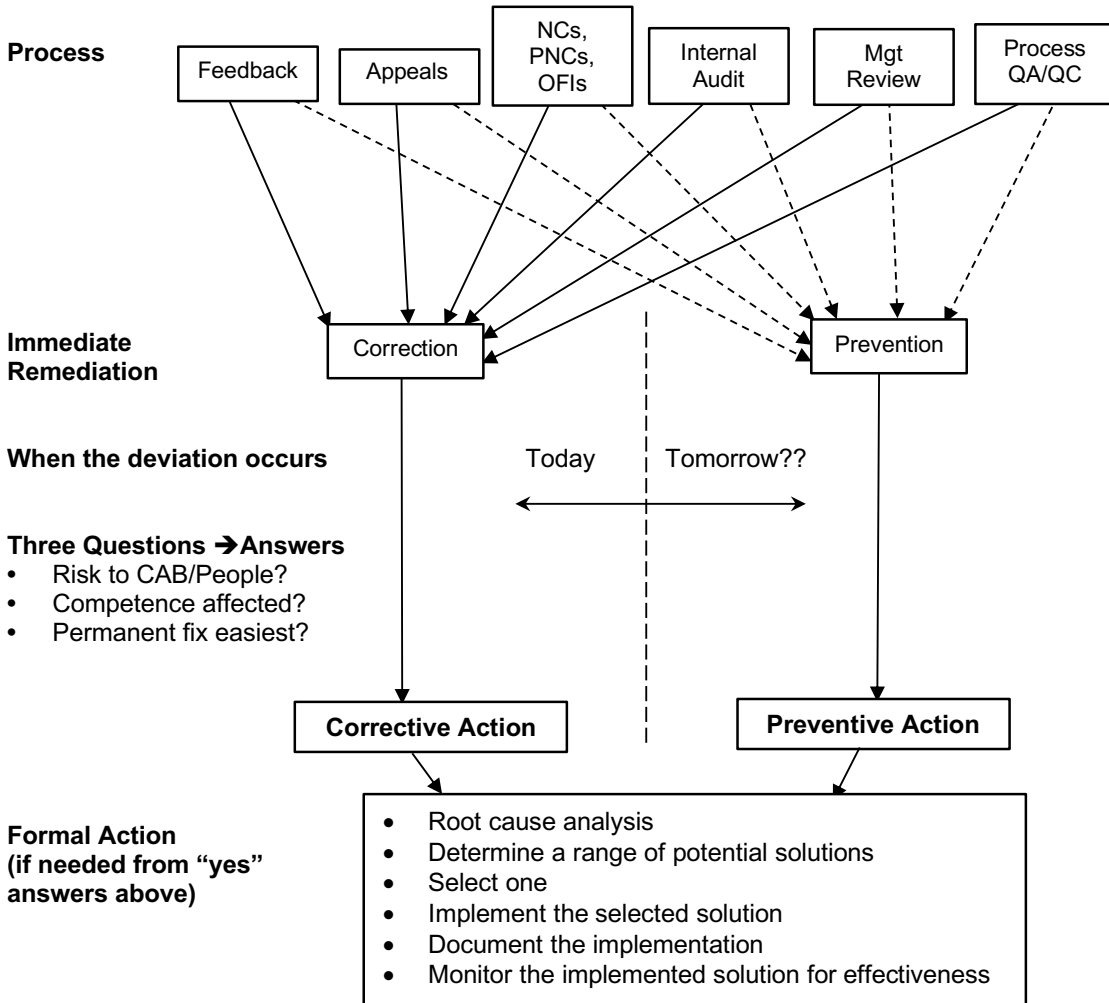 Process
Feedback
Appeals
NCs,
PNCs,
OFIs
Internal
Audit
Mgt
Review
Process
QA/QC
Immediate
Remediation
Correction
Prevention
When the deviation occurs
Today
Tomorrow??
Three Questions ➔Answers
• Risk to CAB/People?
• Competence affected?
• Permanent fix easiest?
Corrective Action
Preventive Action
Formal Action
(if needed from “yes”
answers above)
• Root cause analysis
• Determine a range of potential solutions
• Select one
• Implement the selected solution
• Document the implementation
• Monitor the implemented solution for effectiveness